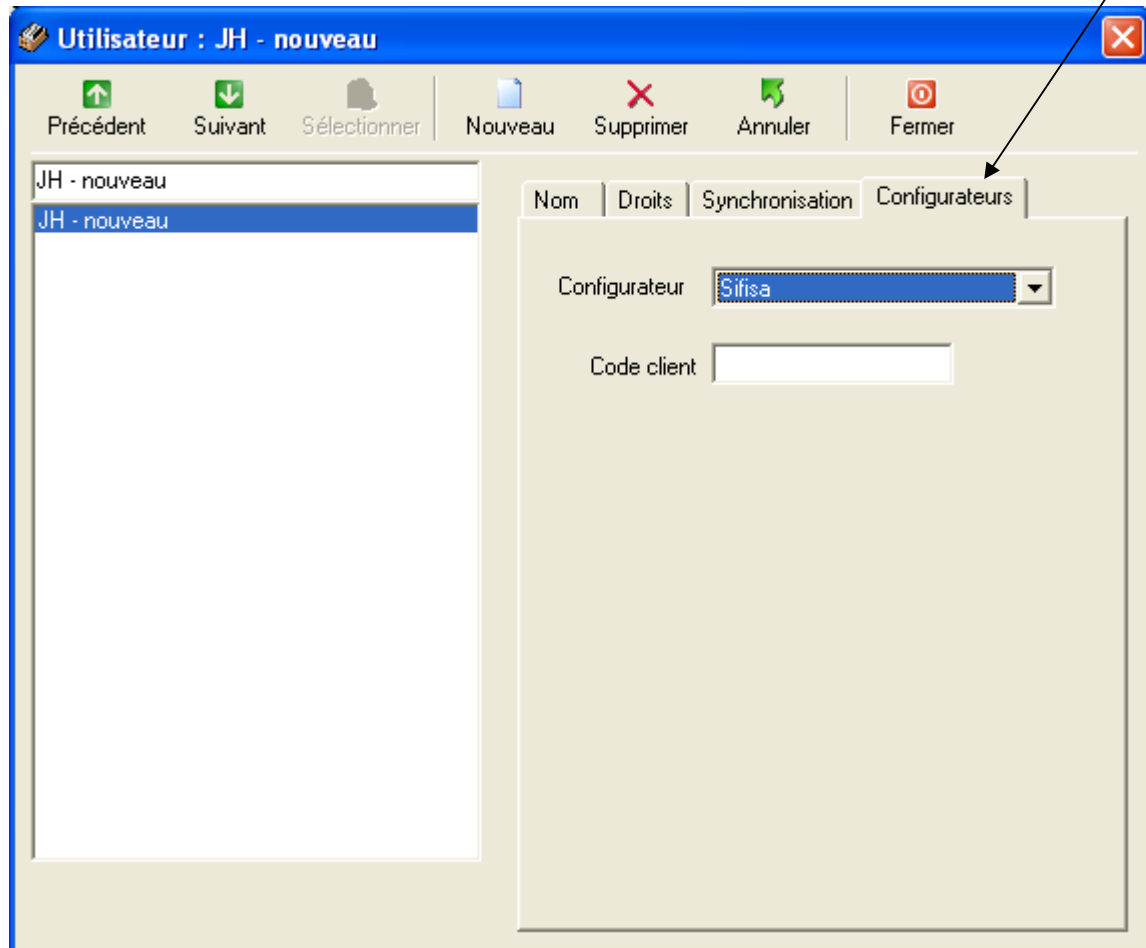 Utilisateur : JH - nouveau
Précédent Suivant Sélectionner Nouveau Supprimer Annuler Fermer
JH - nouveau
JH - nouveau
Nom Droits Synchronisation Configurateurs
Configurateur Sifisa
Code client